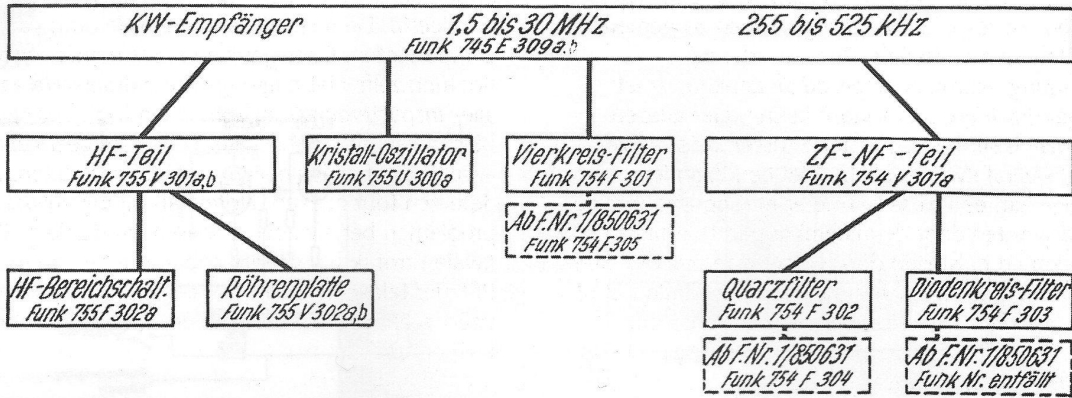 KW-Empfänger 1,5 bis 30 MHz 255 bis 525 kHz
Funk 745 E 309a,b
HF-Teil
Funk 755 V 301a,b
Kristall-Oszillator
Funk 755 U 300a
Vierkreis-Filter
Funk 754 F 301
ZF-NF-Teil
Funk 754 V 301a
Ab F.Nr. 1/850631
Funk 754 F 305
HF-Bereichschalt.
Funk 755 F 302a
Röhrenplatte
Funk 755 V 302a,b
Quarzfilter
Funk 754 F 302
Diodenkreis-Filter
Funk 754 F 303
Ab F.Nr. 1/850631
Funk 754 F 304
Ab F.Nr. 1/850631
Funk Nr. entfällt